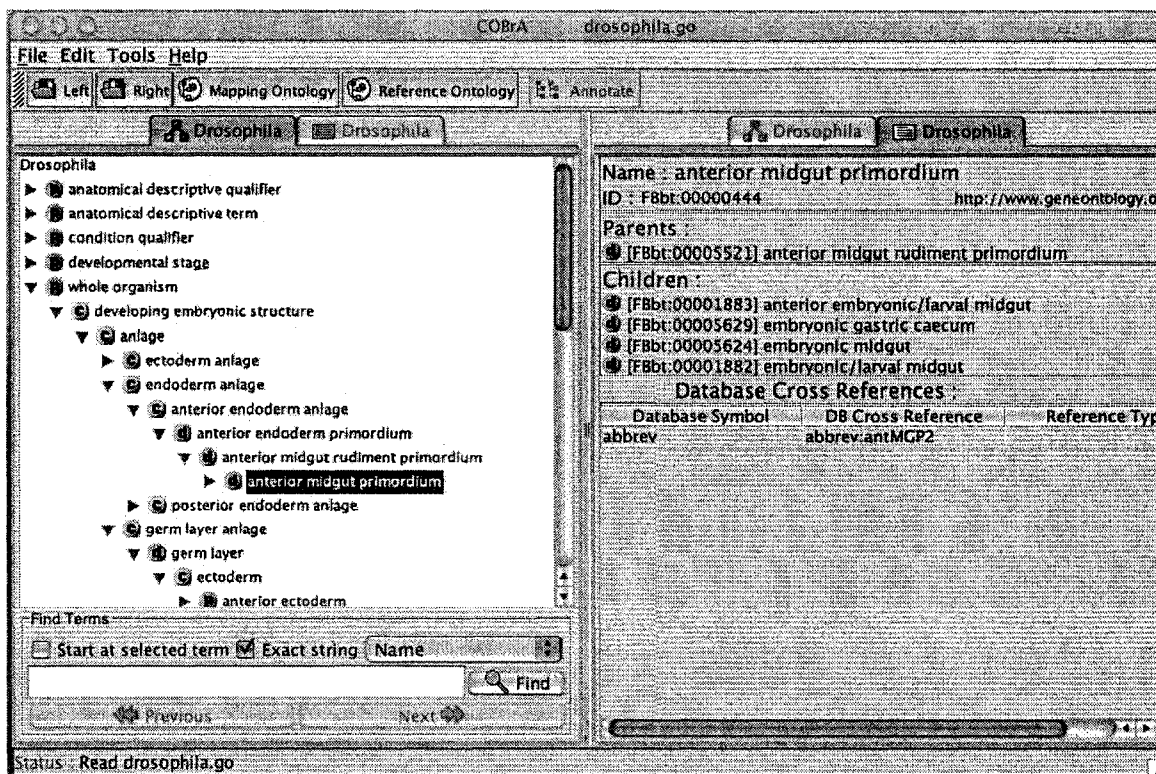 COBrA drosophila.go
File Edit Tools Help
Left Right Mapping Ontology Reference Ontology Annotate
Drosophila Drosophila
Drosophila
anatomical descriptive qualifier
anatomical descriptive term
condition qualifier
developmental stage
whole organism
developing embryonic structure
anlage
ectoderm anlage
endoderm anlage
anterior endoderm anlage
anterior endoderm primordium
anterior midgut rudiment primordium
anterior midgut primordium
posterior endoderm anlage
germ layer anlage
germ layer
ectoderm
anterior ectoderm
Find Terms
Start at selected term Exact string Name
Find
Previous Next
Drosophila Drosophila
Name : anterior midgut primordium
ID : FBbt:00000444 http://www.geneontology.o
Parents :
[FBbt:00005521] anterior midgut rudiment primordium
Children :
[FBbt:00001883] anterior embryonic/larval midgut
[FBbt:00005629] embryonic gastric caecum
[FBbt:00005624] embryonic midgut
[FBbt:00001882] embryonic/larval midgut
Database Cross References :
Database Symbol DB Cross Reference Reference Typ
abbrev abbrev:antMGP2
Status : Read drosophila.go